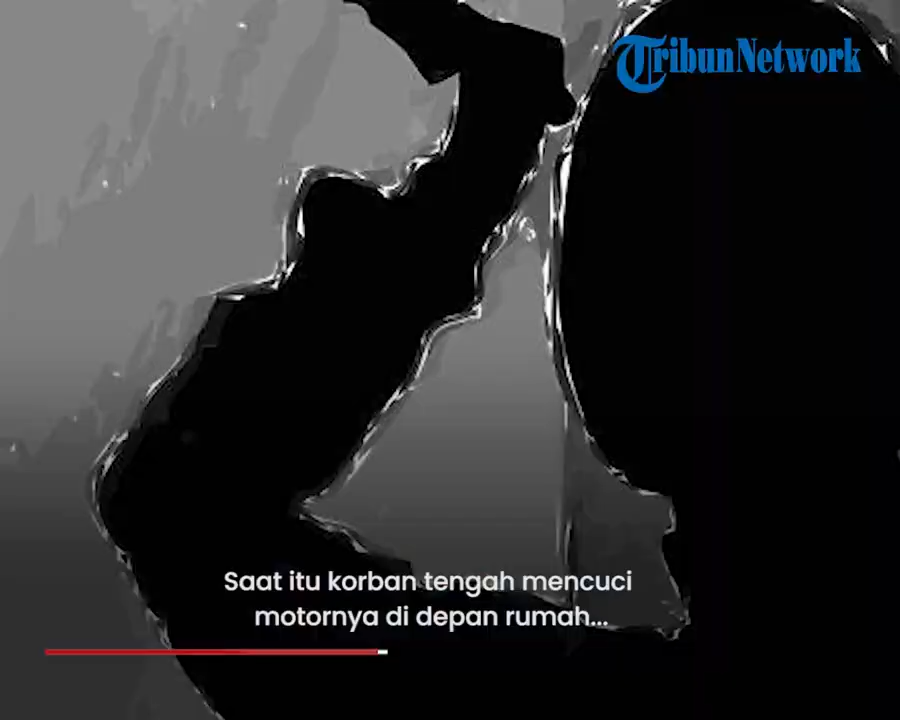 TribunNetwork
Saat itu korban tengah mencuci
motornya di depan rumah...